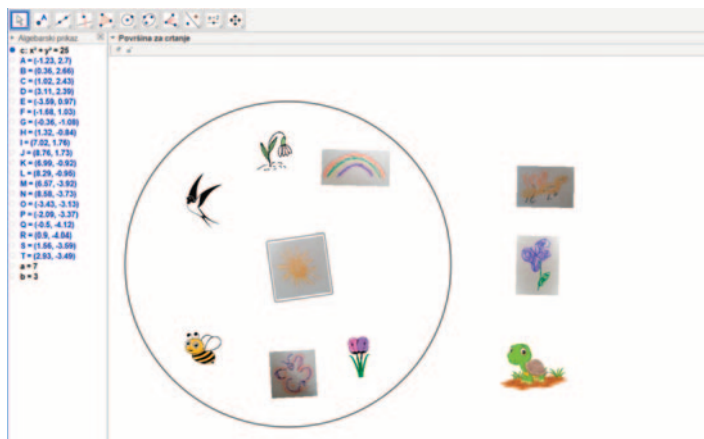 Algebarski prikaz
Površina za crtanje
c: x² + y² = 25
A = (-1.23, 2.7)
B = (0.36, 2.66)
C = (1.02, 2.43)
D = (3.11, 2.39)
E = (-3.59, 0.97)
F = (-1.68, 1.03)
G = (-0.36, -1.08)
H = (1.32, -0.84)
I = (7.02, 1.76)
J = (8.76, 1.73)
K = (6.99, -0.92)
L = (8.29, -0.95)
M = (6.57, -3.92)
N = (8.58, -3.73)
O = (-3.43, -3.13)
P = (-2.09, -3.37)
Q = (-0.5, -4.12)
R = (0.9, -4.04)
S = (1.56, -3.59)
T = (2.93, -3.49)
a = 7
b = 3